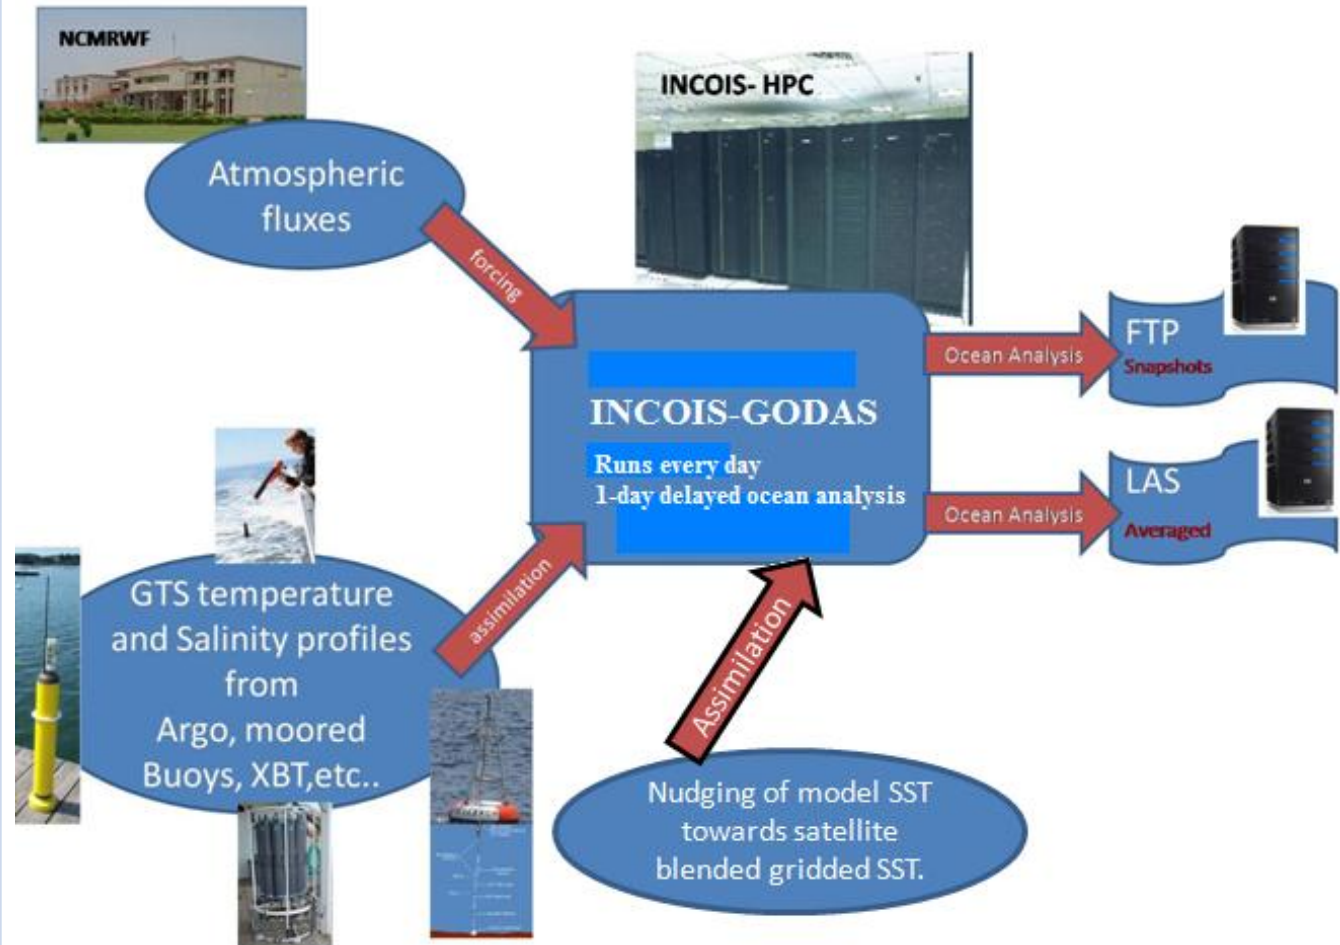 NCMRWF
Atmospheric
fluxes
forcing
INCOIS- HPC
INCOIS-GODAS
Runs every day
1-day delayed ocean analysis
Ocean Analysis
FTP
Snapshots
Ocean Analysis
LAS
Averaged
GTS temperature
and Salinity profiles
from
Argo, moored
Buoys, XBT,etc..
assimilation
Assimilation
Nudging of model SST
towards satellite
blended gridded SST.